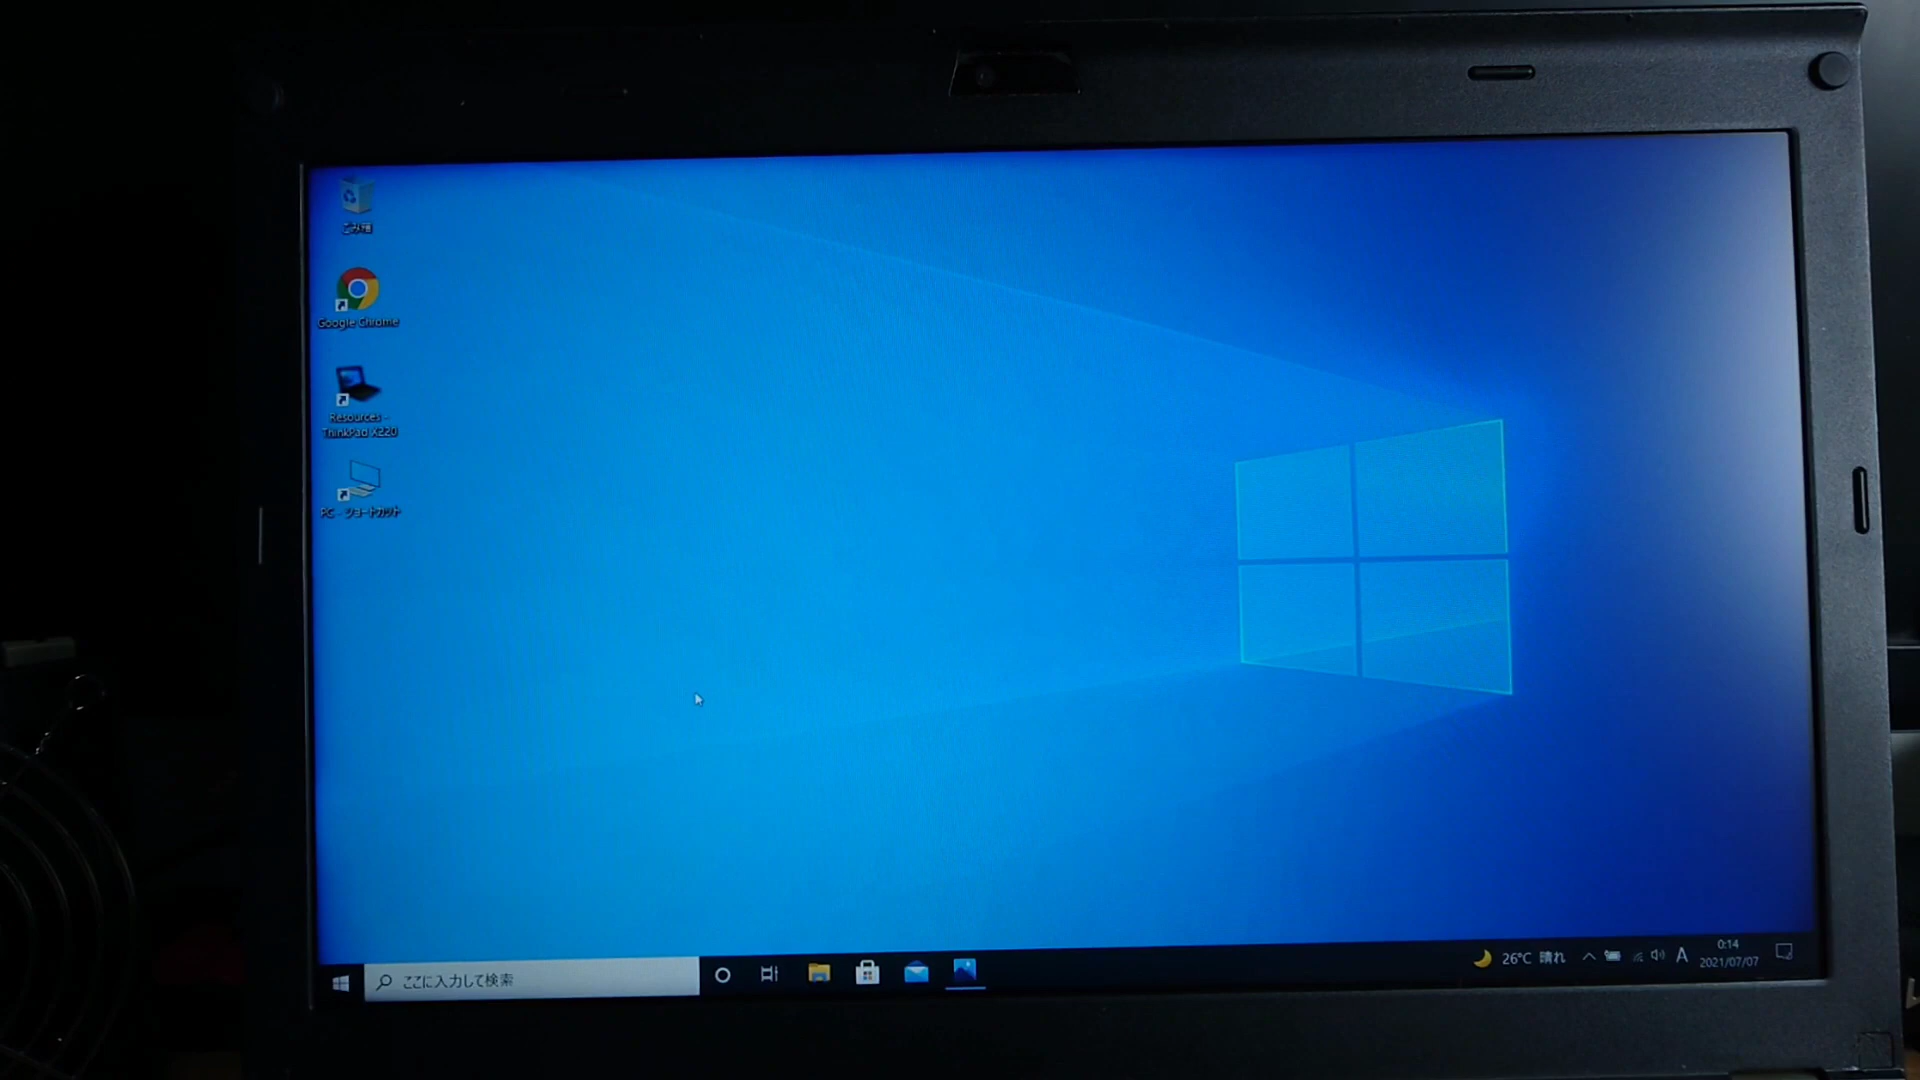 ごみ箱
Google Chrome
Resources -
ThinkPad X220
PC - ショートカット
ここに入力して検索
26°C 晴れ
A
0:14
2021/07/07